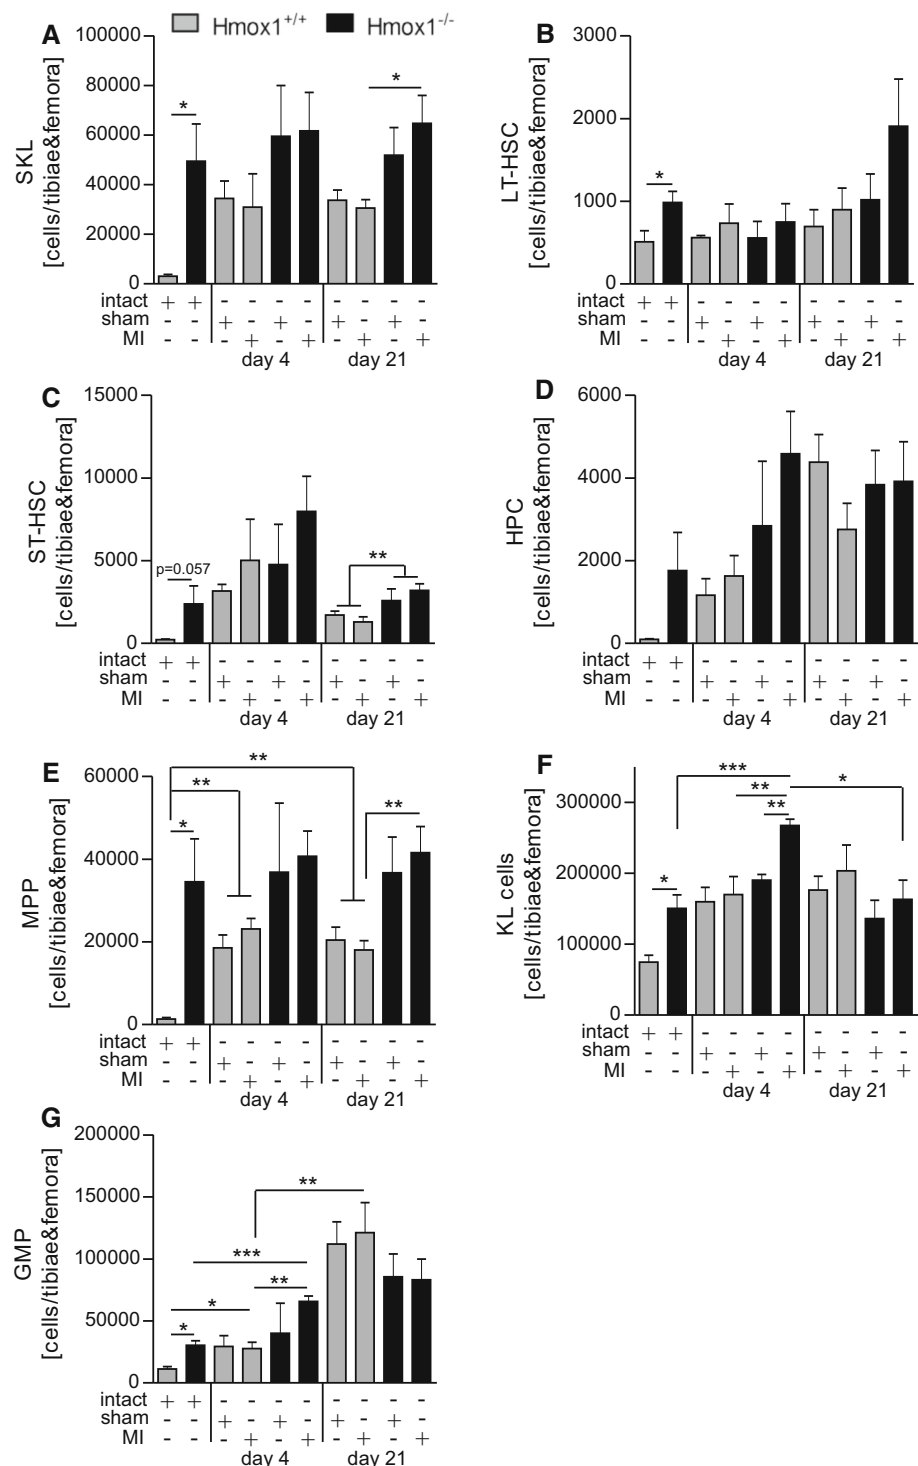 Hmox1+/+ Hmox1-/-
A
SKL
[cells/tibiae&femora]
100000
80000
60000
40000
20000
0
* *
intact + + - - - - - - - -
sham - - + - + - + - + -
MI - - - + - + - + - +
day 4 day 21
B
LT-HSC
[cells/tibiae&femora]
3000
2000
1000
0
*
intact + + - - - - - - - -
sham - - + - + - + - + -
MI - - - + - + - + - +
day 4 day 21
C
ST-HSC
[cells/tibiae&femora]
15000
10000
5000
0
p=0.057 **
intact + + - - - - - - - -
sham - - + - + - + - + -
MI - - - + - + - + - +
day 4 day 21
D
HPC
[cells/tibiae&femora]
6000
4000
2000
0
intact + + - - - - - - - -
sham - - + - + - + - + -
MI - - - + - + - + - +
day 4 day 21
E
MPP
[cells/tibiae&femora]
60000
40000
20000
0
**
**
* **
intact + + - - - - - - - -
sham - - + - + - + - + -
MI - - - + - + - + - +
day 4 day 21
F
KL cells
[cells/tibiae&femora]
300000
200000
100000
0
*** *
**
**
*
intact + + - - - - - - - -
sham - - + - + - + - + -
MI - - - + - + - + - +
day 4 day 21
G
GMP
[cells/tibiae&femora]
200000
150000
100000
50000
0
**
***
**
*
*
intact + + - - - - - - - -
sham - - + - + - + - + -
MI - - - + - + - + - +
day 4 day 21